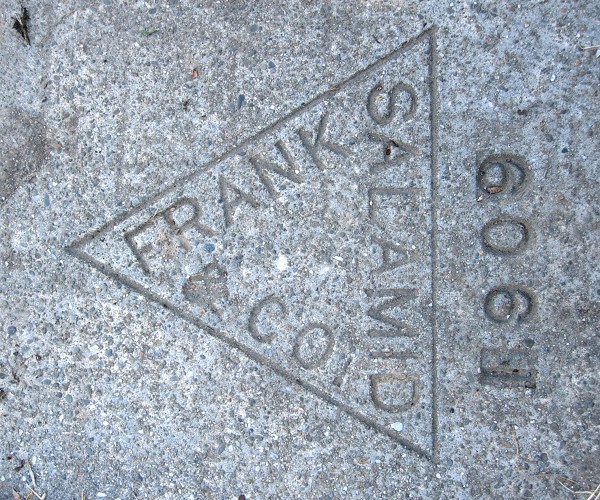 FRANK
SALAMID
& CO.
1909